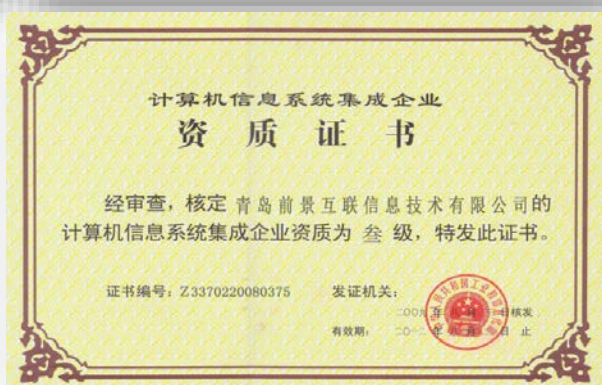 计算机信息系统集成企业
资质证书
经审查，核定 青岛前景互联信息技术有限公司的
计算机信息系统集成企业资质为 叁 级，特发此证书。
证书编号：Z3370220080375
发证机关：
核发
有效期：
止